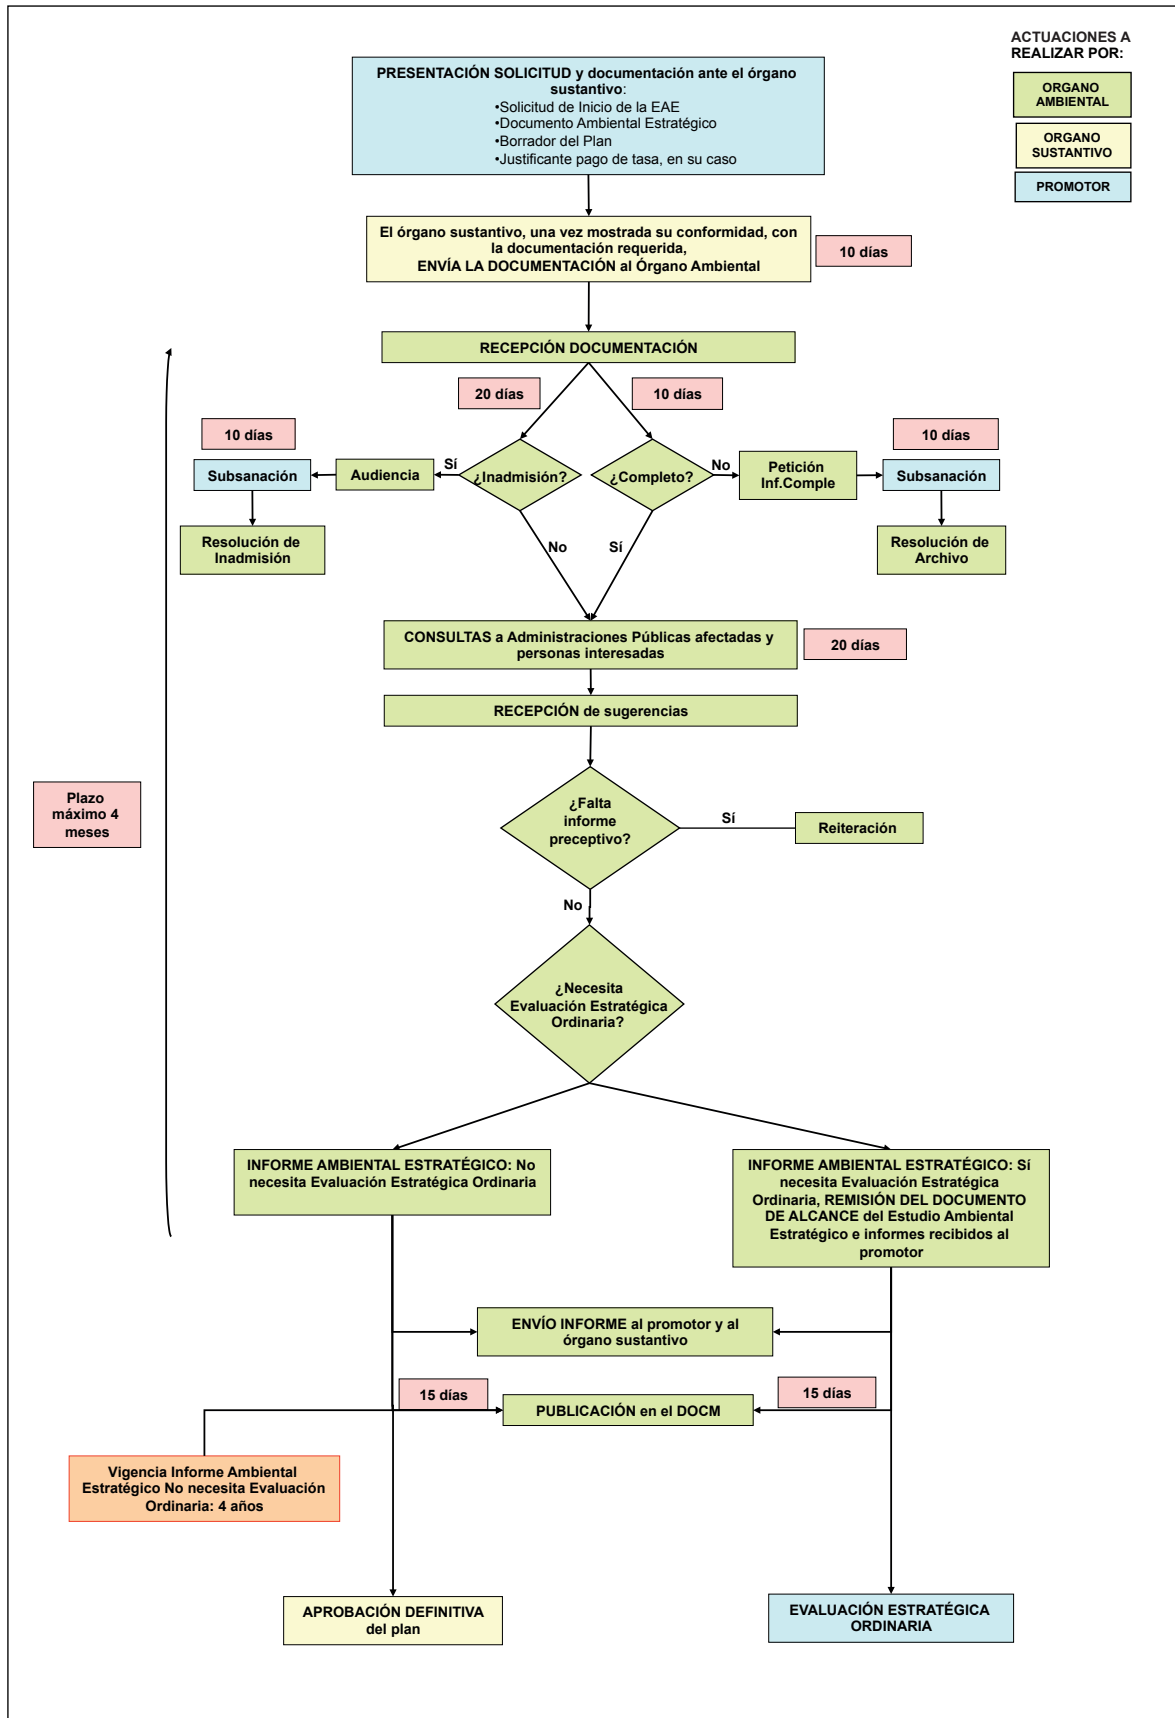 ACTUACIONES A
REALIZAR POR:
ORGANO
AMBIENTAL
ORGANO
SUSTANTIVO
PROMOTOR
PRESENTACIÓN SOLICITUD y documentación ante el órgano
sustantivo:
•Solicitud de Inicio de la EAE
•Documento Ambiental Estratégico
•Borrador del Plan
•Justificante pago de tasa, en su caso
El órgano sustantivo, una vez mostrada su conformidad, con
la documentación requerida,
ENVÍA LA DOCUMENTACIÓN al Órgano Ambiental
10 días
RECEPCIÓN DOCUMENTACIÓN
20 días
10 días
10 días
10 días
Subsanación
Audiencia
Sí
¿Inadmisión?
¿Completo?
No
Petición
Inf.Comple
Subsanación
Resolución de
Inadmisión
No
Sí
Resolución de
Archivo
CONSULTAS a Administraciones Públicas afectadas y
personas interesadas
20 días
RECEPCIÓN de sugerencias
Plazo
máximo 4
meses
¿Falta
informe
preceptivo?
Sí
Reiteración
No
¿Necesita
Evaluación Estratégica
Ordinaria?
INFORME AMBIENTAL ESTRATÉGICO: No
necesita Evaluación Estratégica Ordinaria
INFORME AMBIENTAL ESTRATÉGICO: Sí
necesita Evaluación Estratégica
Ordinaria, REMISIÓN DEL DOCUMENTO
DE ALCANCE del Estudio Ambiental
Estratégico e informes recibidos al
promotor
ENVÍO INFORME al promotor y al
órgano sustantivo
15 días
15 días
PUBLICACIÓN en el DOCM
Vigencia Informe Ambiental
Estratégico No necesita Evaluación
Ordinaria: 4 años
APROBACIÓN DEFINITIVA
del plan
EVALUACIÓN ESTRATÉGICA
ORDINARIA